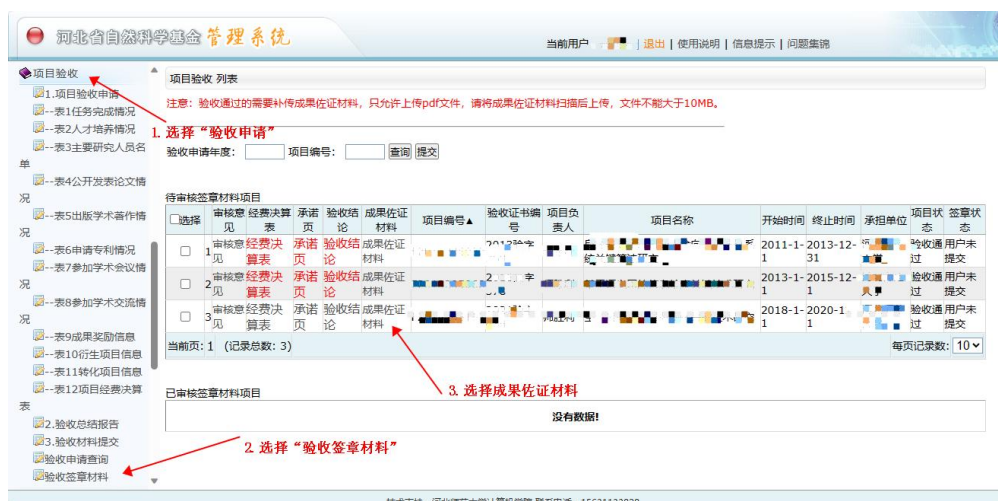 河北省自然科学基金管理系统
当前用户 | 退出 | 使用说明 | 信息提示 | 问题集锦
项目验收
1.项目验收申请
--表1任务完成情况
--表2人才培养情况
--表3主要研究人员名
单
--表4公开发表论文情
况
--表5出版学术著作情
况
--表6申请专利情况
--表7参加学术会议情
况
--表8参加学术交流情
况
--表9成果奖励信息
--表10衍生项目信息
--表11转化项目信息
--表12项目经费决算
表
2.验收总结报告
3.验收材料提交
验收申请查询
验收签章材料
项目验收 列表
注意：验收通过的需要补传成果佐证材料，只允许上传pdf文件，请将成果佐证材料扫描后上传，文件不能大于10MB。
1. 选择“验收申请”
验收申请年度： 项目编号： 查询 提交
待审核签章材料项目
选择 审核意见 经费决算表 承诺页 验收结论 成果佐证材料 项目编号▲ 验收证书编号 项目负责人 项目名称 开始时间 终止时间 承担单位 项目状态 签章状态
1 审核意见 经费决算表 承诺页 验收结论 成果佐证材料 2011-1-1 2013-12-31 验收通过 用户未提交
2 审核意见 经费决算表 承诺页 验收结论 成果佐证材料 2013-1-1 2015-12-1 验收通过 用户未提交
3 审核意见 经费决算表 承诺页 验收结论 成果佐证材料 2018-1-1 2020-1 验收通过 用户未提交
当前页: 1 (记录总数: 3) 每页记录数: 10
3. 选择成果佐证材料
已审核签章材料项目
没有数据!
2. 选择“验收签章材料”